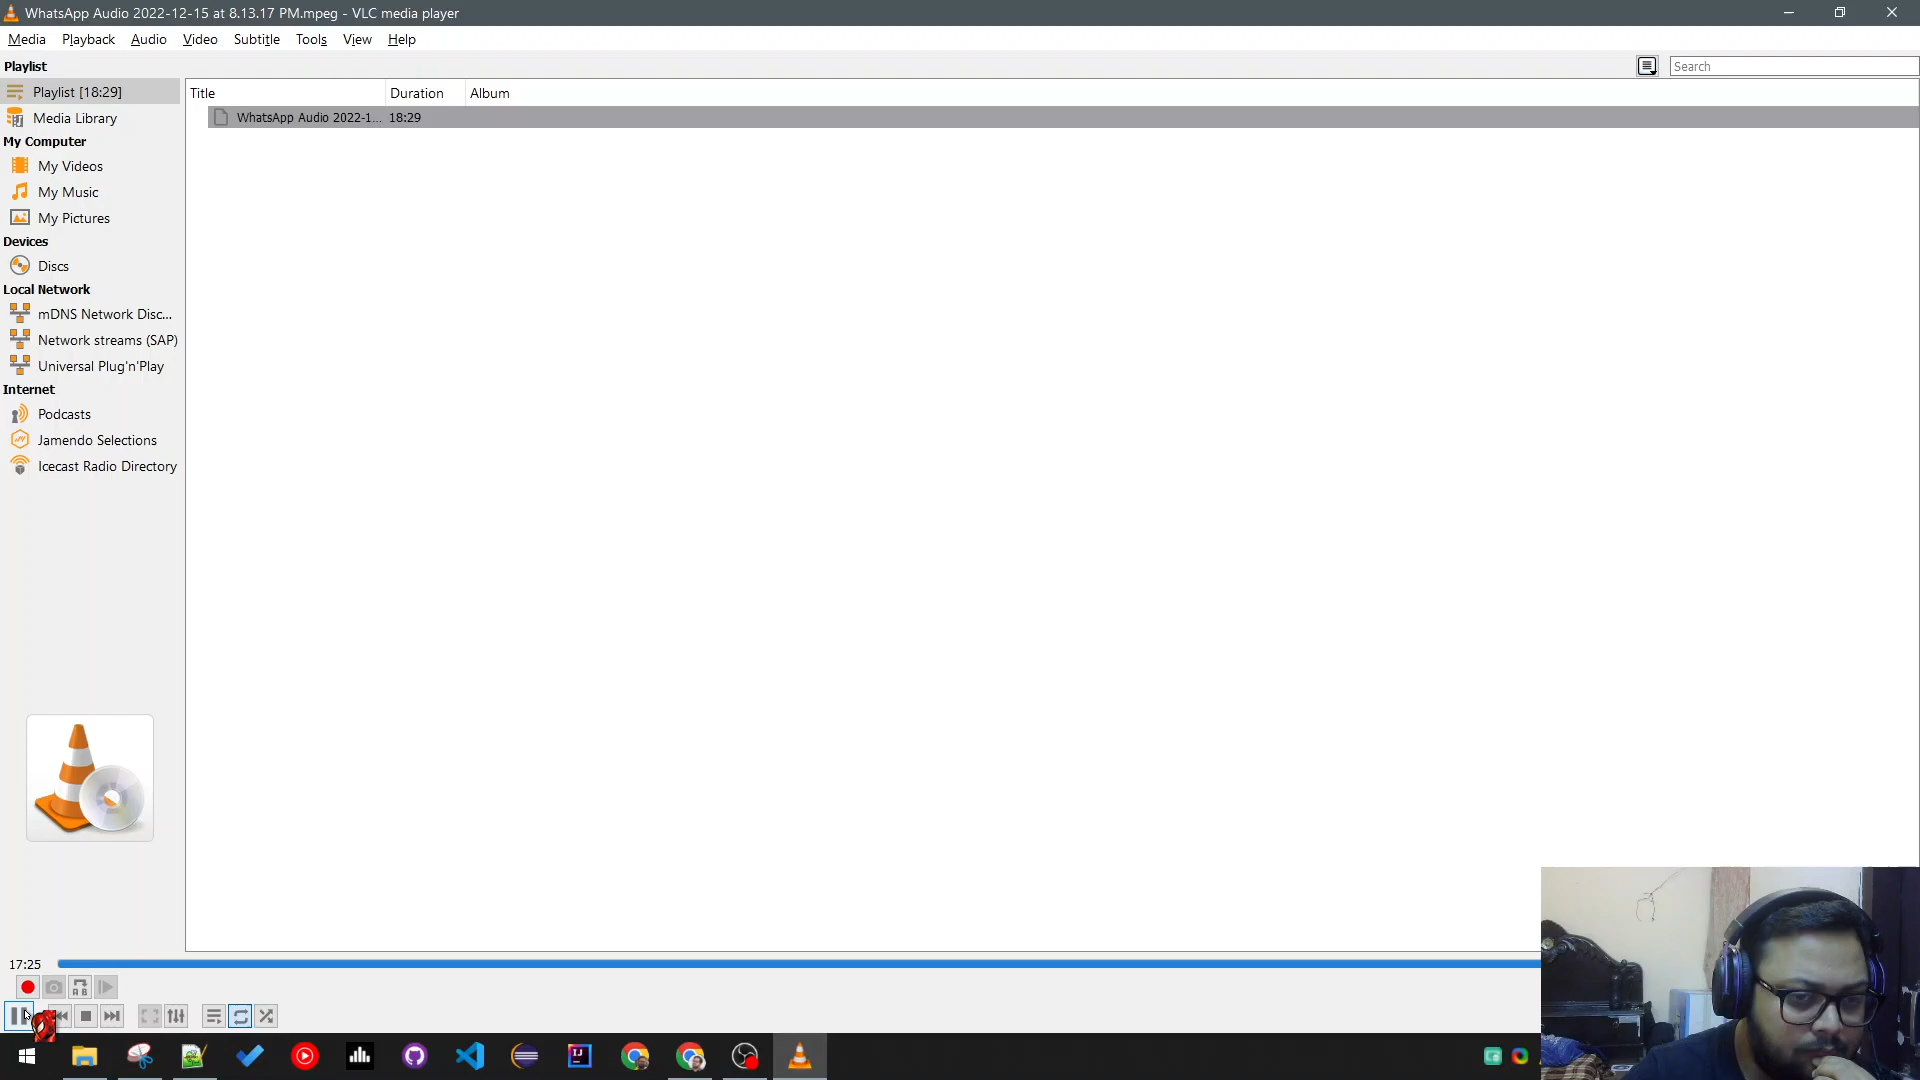 WhatsApp Audio 2022-12-15 at 8.13.17 PM.mpeg - VLC media player
Media Playback Audio Video Subtitle Tools View Help
Playlist
Search
Playlist [18:29]
Media Library
My Computer
My Videos
My Music
My Pictures
Devices
Discs
Local Network
mDNS Network Disc...
Network streams (SAP)
Universal Plug'n'Play
Internet
Podcasts
Jamendo Selections
Icecast Radio Directory
Title Duration Album
WhatsApp Audio 2022-1... 18:29
17:25
A B
IJ